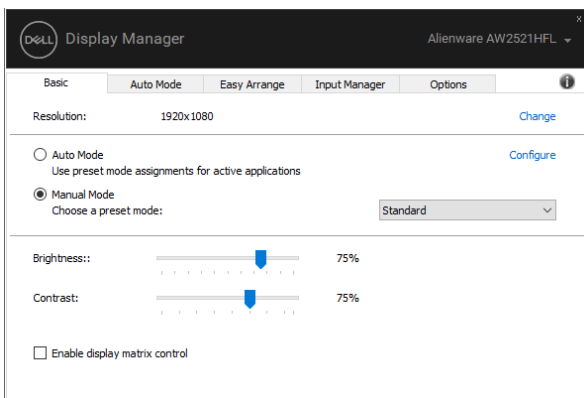 x
DELL Display Manager Alienware AW2521HFL
Basic Auto Mode Easy Arrange Input Manager Options i
Resolution: 1920x1080 Change
Auto Mode Configure
Use preset mode assignments for active applications
Manual Mode
Choose a preset mode: Standard
Brightness:: 75%
Contrast: 75%
Enable display matrix control